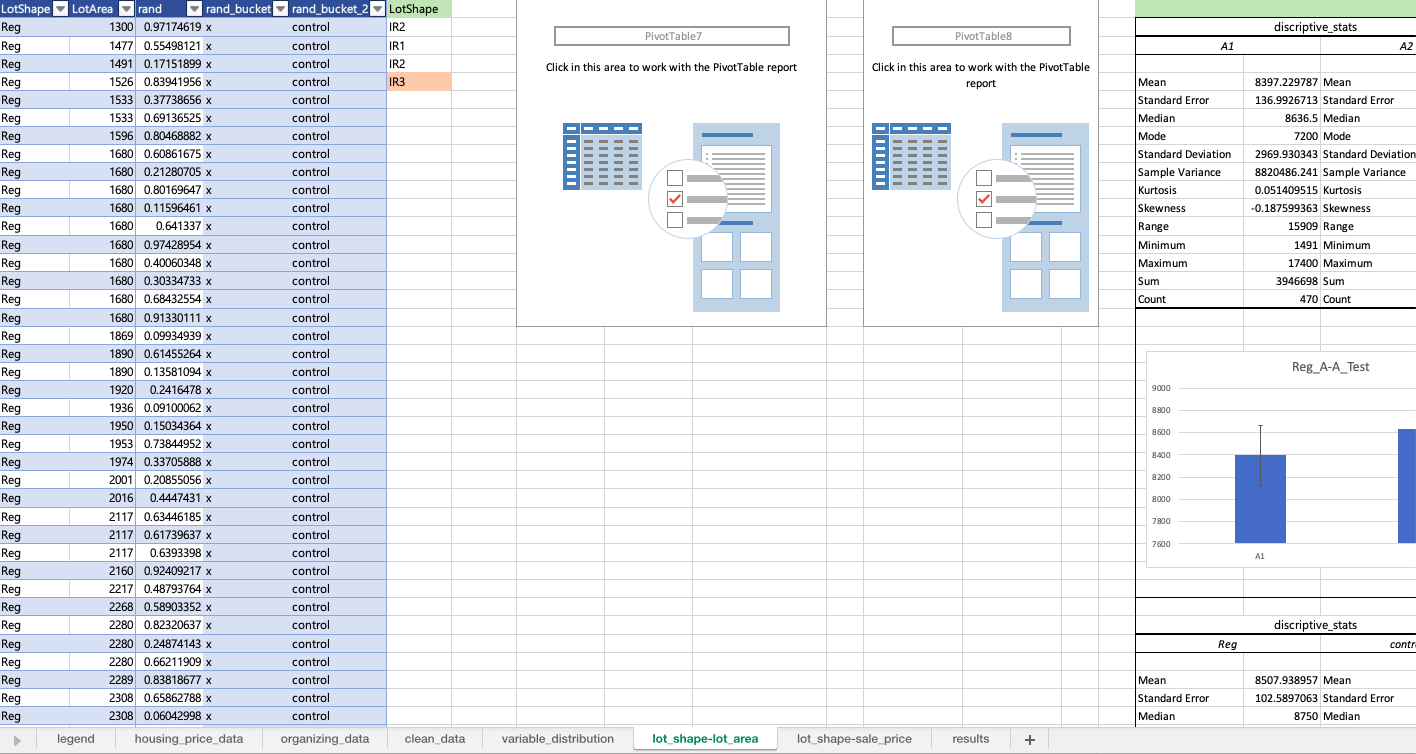 LotShape LotArea rand rand_bucket rand_bucket_2 LotShape
Reg 1300 0.97174619 x control IR2
Reg 1477 0.55498121 x control IR1
Reg 1491 0.17151899 x control IR2
Reg 1526 0.83941956 x control IR3
Reg 1533 0.37738656 x control
Reg 1533 0.69136525 x control
Reg 1596 0.80468882 x control
Reg 1680 0.60861675 x control
Reg 1680 0.21280705 x control
Reg 1680 0.80169647 x control
Reg 1680 0.11596461 x control
Reg 1680 0.641337 x control
Reg 1680 0.97428954 x control
Reg 1680 0.40060348 x control
Reg 1680 0.30334733 x control
Reg 1680 0.68432554 x control
Reg 1680 0.91330111 x control
Reg 1869 0.09934939 x control
Reg 1890 0.61455264 x control
Reg 1890 0.13581094 x control
Reg 1920 0.2416478 x control
Reg 1936 0.09100062 x control
Reg 1950 0.15034364 x control
Reg 1953 0.73844952 x control
Reg 1974 0.33705888 x control
Reg 2001 0.20855056 x control
Reg 2016 0.4447431 x control
Reg 2117 0.63446185 x control
Reg 2117 0.61739637 x control
Reg 2117 0.6393398 x control
Reg 2160 0.92409217 x control
Reg 2217 0.48793764 x control
Reg 2268 0.58903352 x control
Reg 2280 0.82320637 x control
Reg 2280 0.24874143 x control
Reg 2280 0.66211909 x control
Reg 2289 0.83818677 x control
Reg 2308 0.65862788 x control
Reg 2308 0.06042998 x control
PivotTable7
Click in this area to work with the PivotTable report
PivotTable8
Click in this area to work with the PivotTable
report
discriptive_stats
A1 A2
Mean 8397.229787 Mean
Standard Error 136.9926713 Standard Error
Median 8636.5 Median
Mode 7200 Mode
Standard Deviation 2969.930343 Standard Deviation
Sample Variance 8820486.241 Sample Variance
Kurtosis 0.051409515 Kurtosis
Skewness -0.187599363 Skewness
Range 15909 Range
Minimum 1491 Minimum
Maximum 17400 Maximum
Sum 3946698 Sum
Count 470 Count
Reg_A-A_Test
9000
8800
8600
8400
8200
8000
7800
7600
A1
discriptive_stats
Reg contr
Mean 8507.938957 Mean
Standard Error 102.5897063 Standard Error
Median 8750 Median
legend housing_price_data organizing_data clean_data variable_distribution lot_shape-lot_area lot_shape-sale_price results +